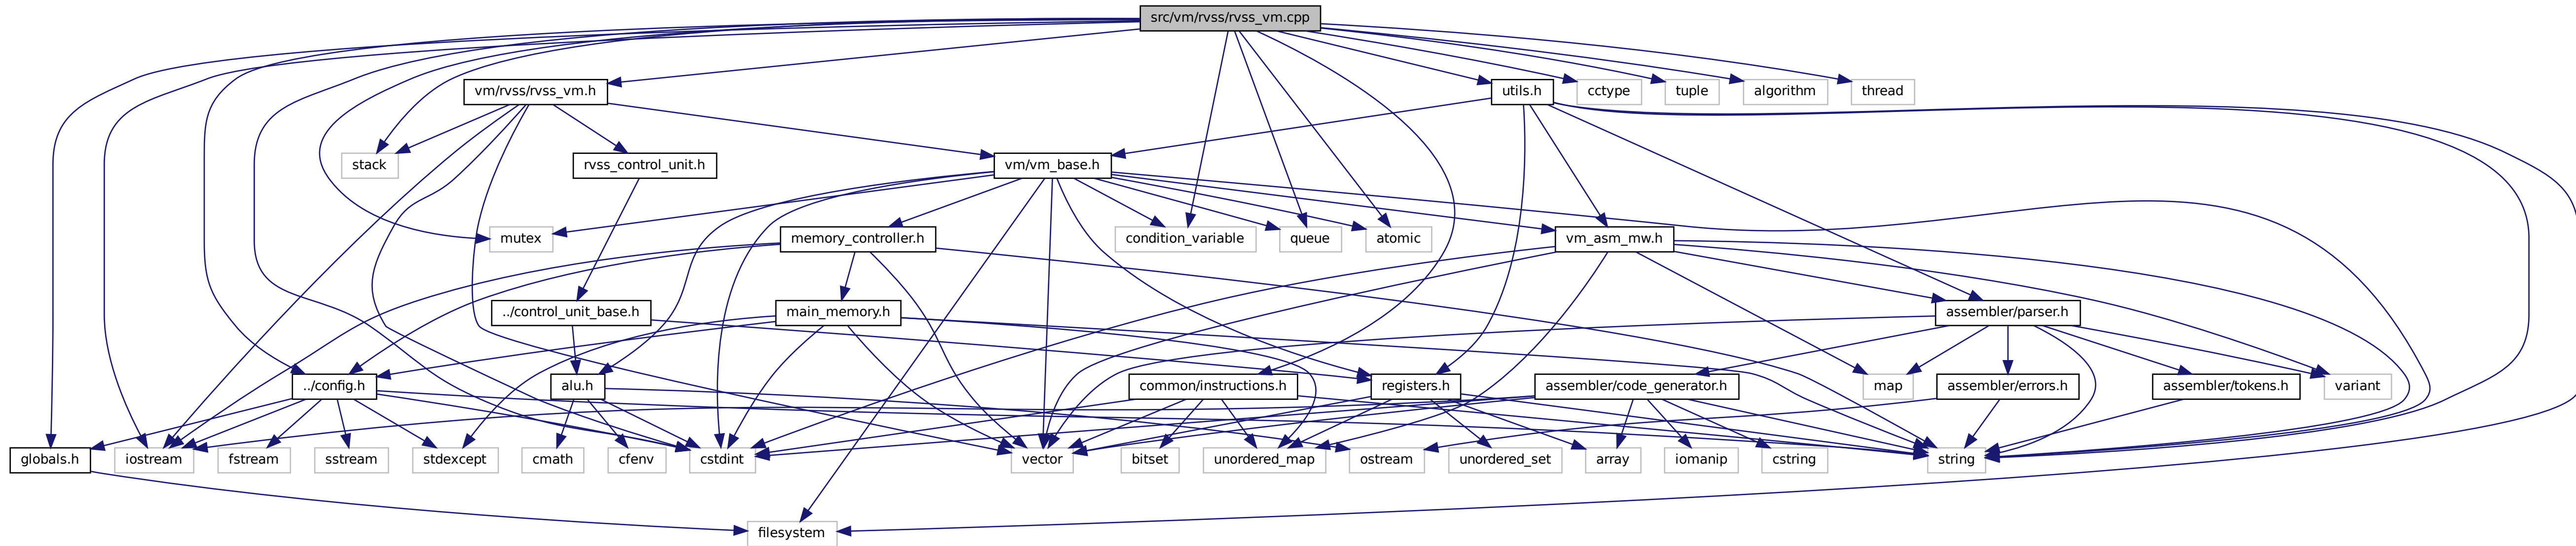 src/vm/rvss/rvss_vm.cpp
vm/rvss/rvss_vm.h
utils.h
cctype
tuple
algorithm
thread
stack
rvss_control_unit.h
vm/vm_base.h
mutex
memory_controller.h
condition_variable
queue
atomic
vm_asm_mw.h
../control_unit_base.h
main_memory.h
assembler/parser.h
../config.h
alu.h
common/instructions.h
registers.h
assembler/code_generator.h
map
assembler/errors.h
assembler/tokens.h
variant
globals.h
iostream
fstream
sstream
stdexcept
cmath
cfenv
cstdint
vector
bitset
unordered_map
ostream
unordered_set
array
iomanip
cstring
string
filesystem